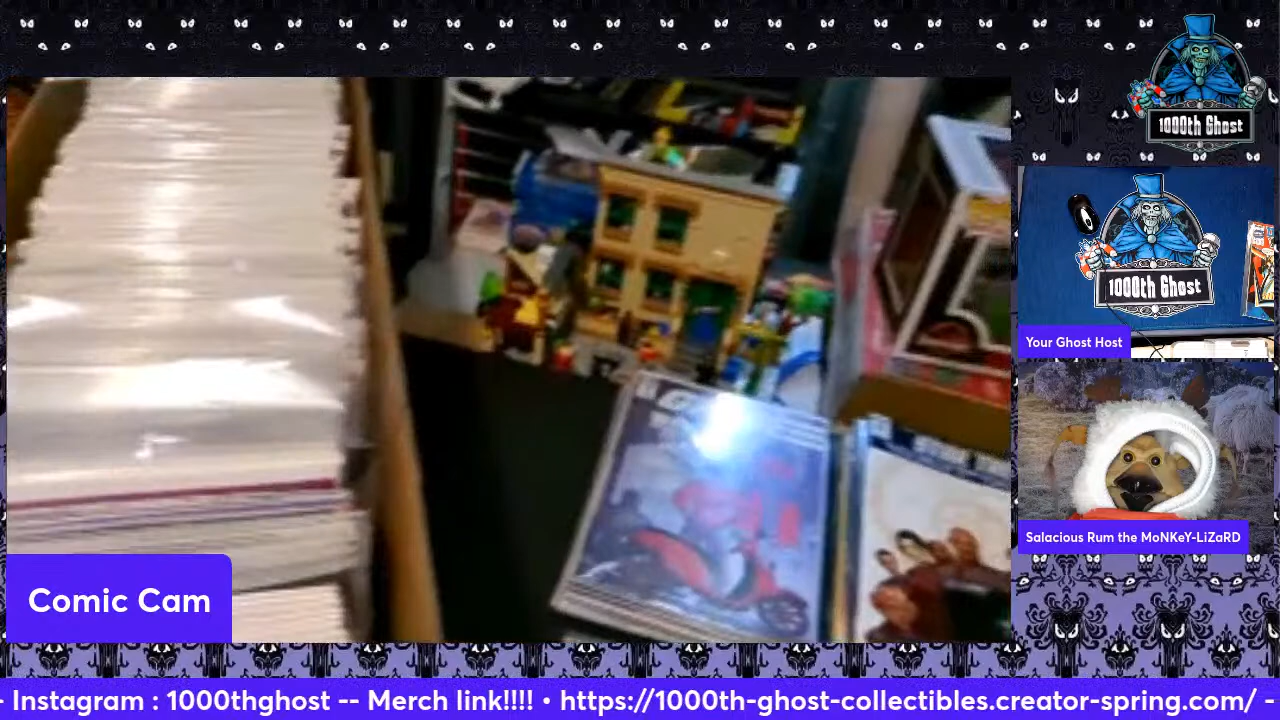 1000th Ghost
1000th Ghost
Your Ghost Host
Salacious Rum the MoNKeY-LiZaRD
Comic Cam
- Instagram : 1000thghost -- Merch link!!!! • https://1000th-ghost-collectibles.creator-spring.com/ -